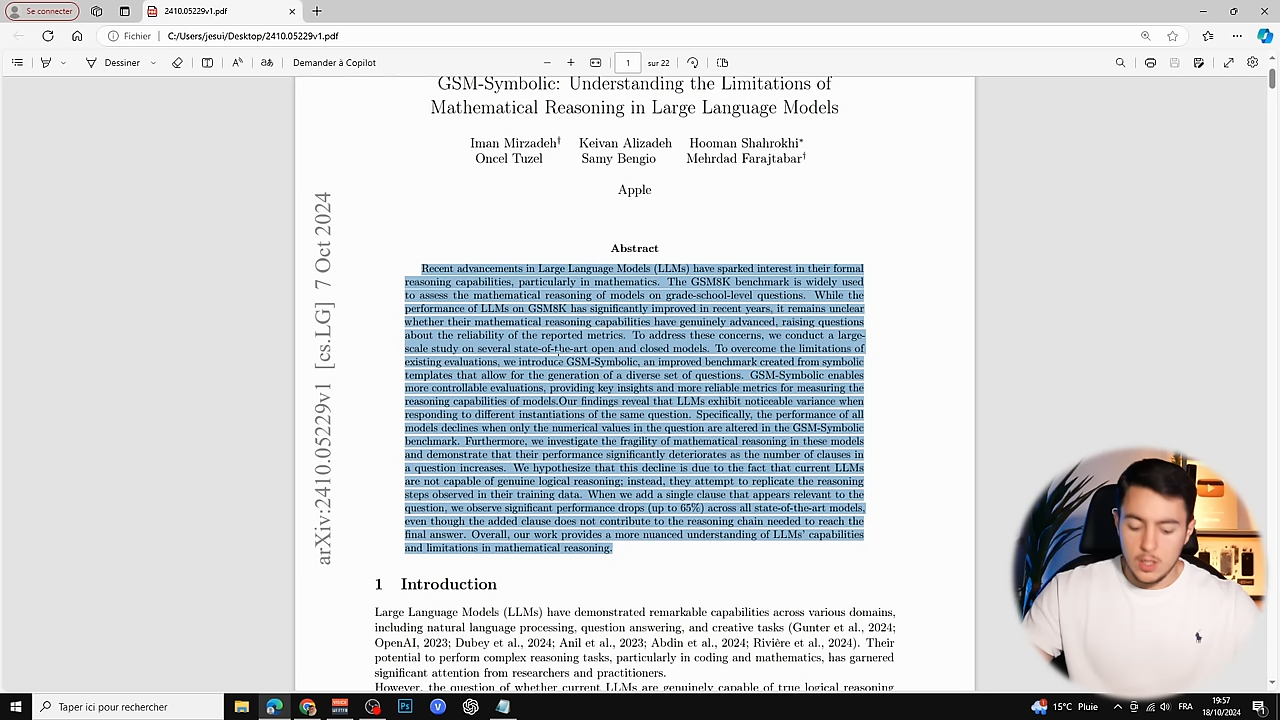 Se connecter
2410.05229v1.pdf
Fichier
C:/Users/jesui/Desktop/2410.05229v1.pdf
Dessiner
Demander à Copilot
1
sur 22
GSM-Symbolic: Understanding the Limitations of
Mathematical Reasoning in Large Language Models
Iman Mirzadeh† Keivan Alizadeh Hooman Shahrokhi*
Oncel Tuzel Samy Bengio Mehrdad Farajtabar†
Apple
arXiv:2410.05229v1 [cs.LG] 7 Oct 2024
Abstract
Recent advancements in Large Language Models (LLMs) have sparked interest in their formal
reasoning capabilities, particularly in mathematics. The GSM8K benchmark is widely used
to assess the mathematical reasoning of models on grade-school-level questions. While the
performance of LLMs on GSM8K has significantly improved in recent years, it remains unclear
whether their mathematical reasoning capabilities have genuinely advanced, raising questions
about the reliability of the reported metrics. To address these concerns, we conduct a large-
scale study on several state-of-the-art open and closed models. To overcome the limitations of
existing evaluations, we introduce GSM-Symbolic, an improved benchmark created from symbolic
templates that allow for the generation of a diverse set of questions. GSM-Symbolic enables
more controllable evaluations, providing key insights and more reliable metrics for measuring the
reasoning capabilities of models.Our findings reveal that LLMs exhibit noticeable variance when
responding to different instantiations of the same question. Specifically, the performance of all
models declines when only the numerical values in the question are altered in the GSM-Symbolic
benchmark. Furthermore, we investigate the fragility of mathematical reasoning in these models
and demonstrate that their performance significantly deteriorates as the number of clauses in
a question increases. We hypothesize that this decline is due to the fact that current LLMs
are not capable of genuine logical reasoning; instead, they attempt to replicate the reasoning
steps observed in their training data. When we add a single clause that appears relevant to the
question, we observe significant performance drops (up to 65%) across all state-of-the-art models,
even though the added clause does not contribute to the reasoning chain needed to reach the
final answer. Overall, our work provides a more nuanced understanding of LLMs' capabilities
and limitations in mathematical reasoning.
1 Introduction
Large Language Models (LLMs) have demonstrated remarkable capabilities across various domains,
including natural language processing, question answering, and creative tasks (Gunter et al., 2024;
OpenAI, 2023; Dubey et al., 2024; Anil et al., 2023; Abdin et al., 2024; Rivière et al., 2024). Their
potential to perform complex reasoning tasks, particularly in coding and mathematics, has garnered
significant attention from researchers and practitioners.
However, the question of whether current LLMs are genuinely capable of true logical reasoning
Taper ici pour rechercher
Ps
V
15°C Pluie
FRA
19:57
18/10/2024